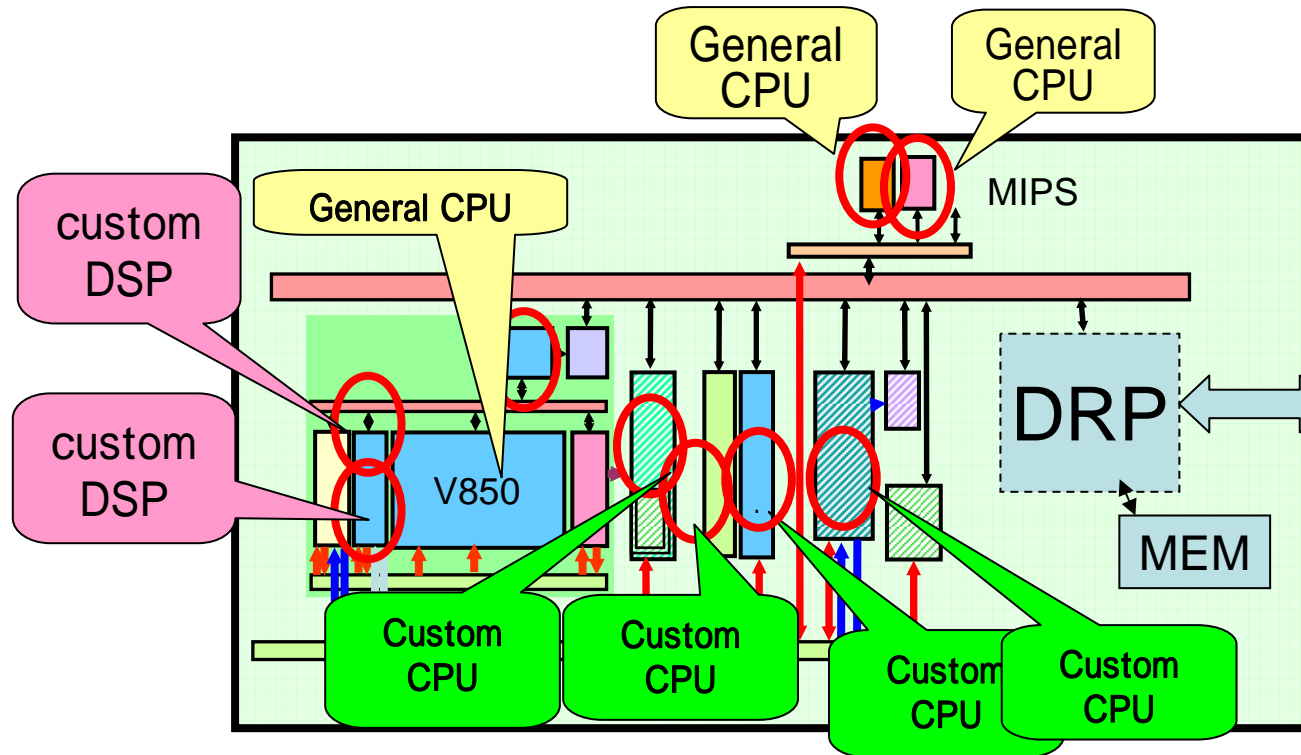 General
CPU
General
CPU
MIPS
custom
DSP
General CPU
custom
DSP
V850
DRP
MEM
Custom
CPU
Custom
CPU
Custom
CPU
Custom
CPU